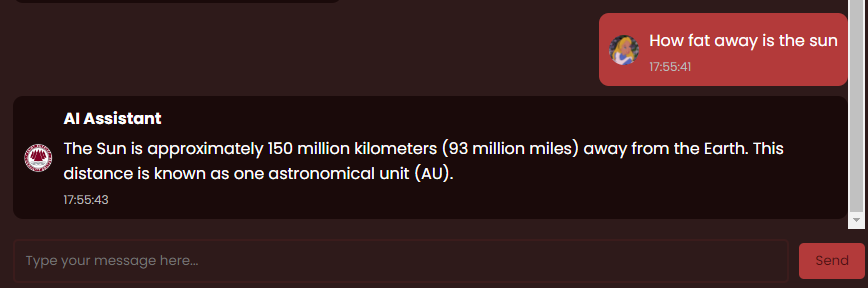 How fat away is the sun
17:55:41
AI Assistant
The Sun is approximately 150 million kilometers (93 million miles) away from the Earth. This
distance is known as one astronomical unit (AU).
17:55:43
Type your message here...
Send